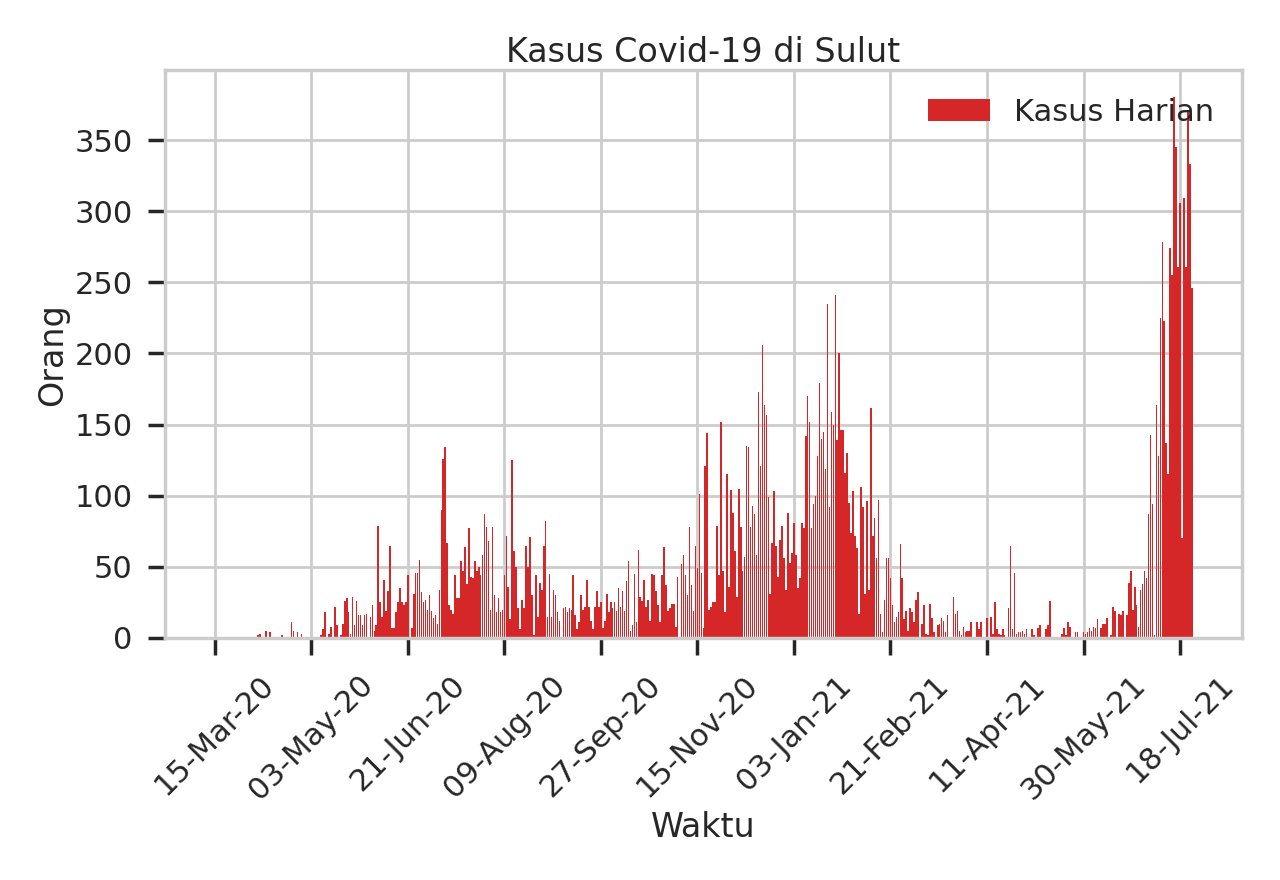 Kasus Covid-19 di Sulut
Kasus Harian
Orang
350
300
250
200
150
100
50
0
15-Mar-20
03-May-20
21-Jun-20
09-Aug-20
27-Sep-20
15-Nov-20
03-Jan-21
21-Feb-21
11-Apr-21
30-May-21
18-Jul-21
Waktu